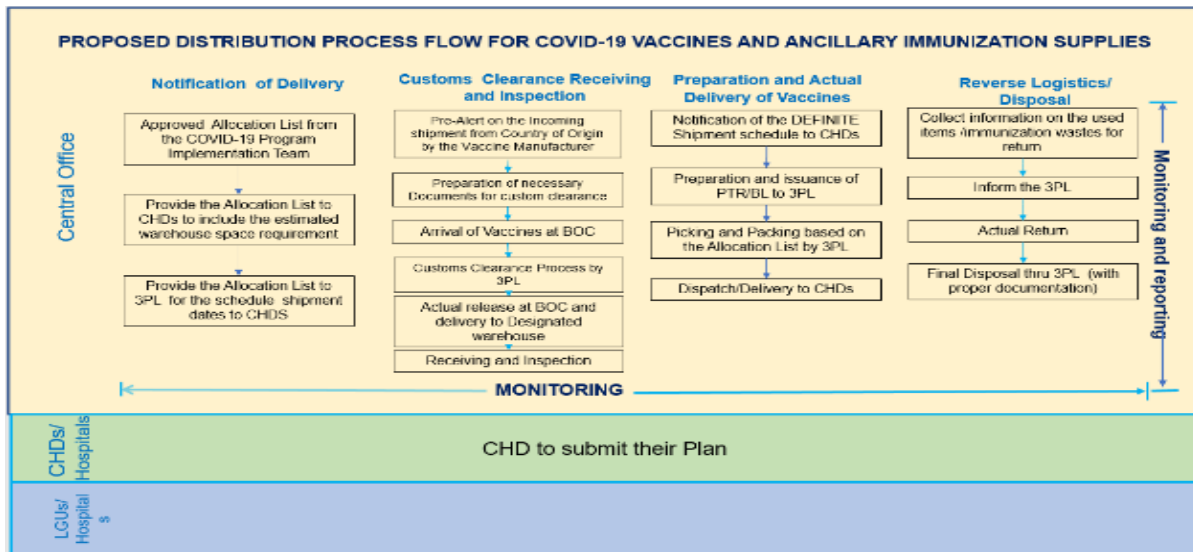 PROPOSED DISTRIBUTION PROCESS FLOW FOR COVID-19 VACCINES AND ANCILLARY IMMUNIZATION SUPPLIES
Central Office
Notification of Delivery
Approved Allocation List from
the COVID-19 Program
Implementation Team
Provide the Allocation List to
CHDs to include the estimated
warehouse space requirement
Provide the Allocation List to
3PL for the schedule shipment
dates to CHDS
Customs Clearance Receiving
and Inspection
Pre-Alert on the Incoming
shipment from Country of Origin
by the Vaccine Manufacturer
Preparation of necessary
Documents for custom clearance
Arrival of Vaccines at BOC
Customs Clearance Process by
3PL
Actual release at BOC and
delivery to Designated
warehouse
Receiving and Inspection
Preparation and Actual
Delivery of Vaccines
Notification of the DEFINITE
Shipment schedule to CHDs
Preparation and issuance of
PTR/BL to 3PL
Picking and Packing based on
the Allocation List by 3PL
Dispatch/Delivery to CHDs
Reverse Logistics/
Disposal
Collect information on the used
items /immunization wastes for
return
Inform the 3PL
Actual Return
Final Disposal thru 3PL (with
proper documentation)
Monitoring and reporting
MONITORING
CHDs/
Hospitals
CHD to submit their Plan
LGUs/
Hospital
s